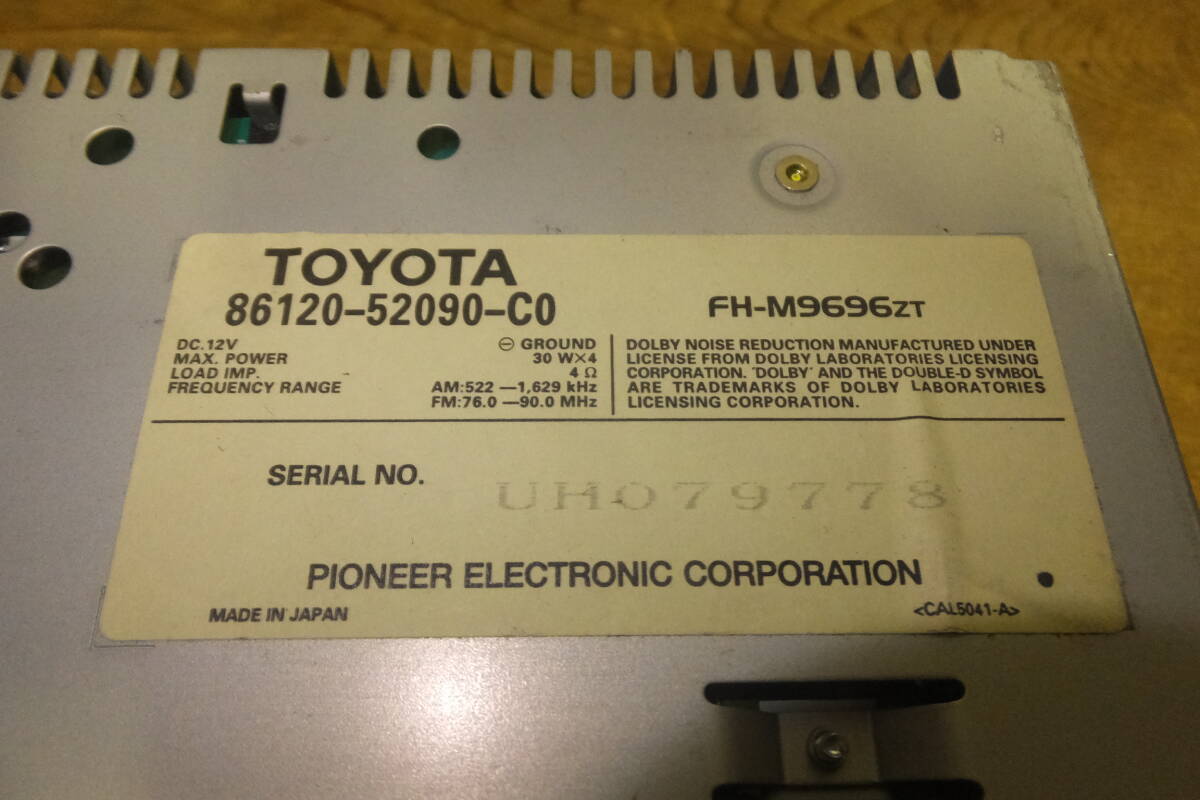 TOYOTA
86120-52090-C0
FH-M9696ZT
DC.12V ⊖ GROUND
MAX. POWER 30 W×4
LOAD IMP. 4 Ω
FREQUENCY RANGE AM:522 —1,629 kHz
FM:76.0 —90.0 MHz
DOLBY NOISE REDUCTION MANUFACTURED UNDER
LICENSE FROM DOLBY LABORATORIES LICENSING
CORPORATION. "DOLBY" AND THE DOUBLE-D SYMBOL
ARE TRADEMARKS OF DOLBY LABORATORIES
LICENSING CORPORATION.
SERIAL NO. UH079778
PIONEER ELECTRONIC CORPORATION
MADE IN JAPAN
<CAL5041-A>